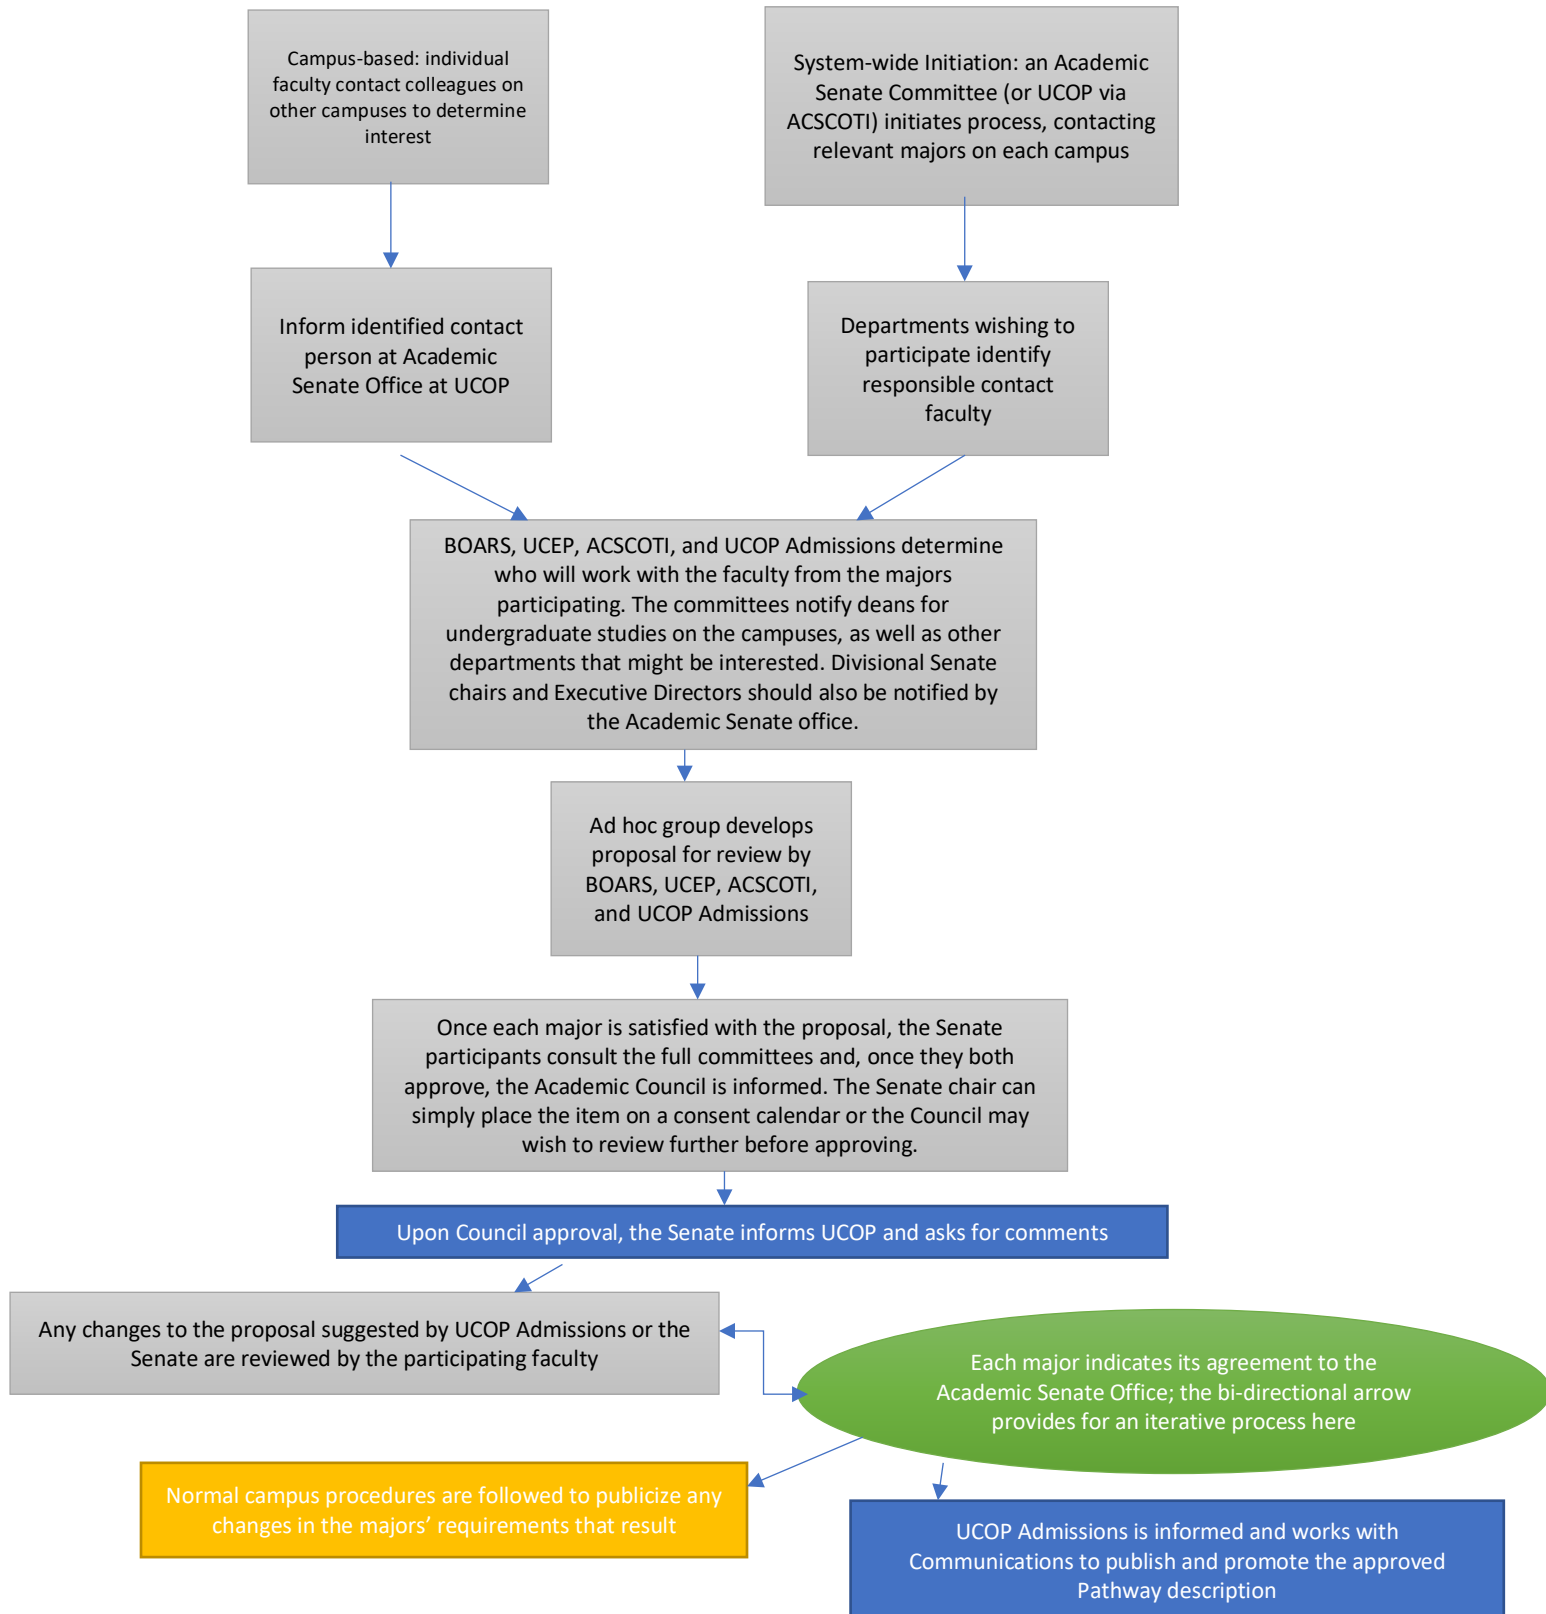 Campus-based: individual
faculty contact colleagues on
other campuses to determine
interest
System-wide Initiation: an Academic
Senate Committee (or UCOP via
ACSCOTI) initiates process, contacting
relevant majors on each campus
Inform identified contact
person at Academic
Senate Office at UCOP
Departments wishing to
participate identify
responsible contact
faculty
BOARS, UCEP, ACSCOTI, and UCOP Admissions determine
who will work with the faculty from the majors
participating. The committees notify deans for
undergraduate studies on the campuses, as well as other
departments that might be interested. Divisional Senate
chairs and Executive Directors should also be notified by
the Academic Senate office.
Ad hoc group develops
proposal for review by
BOARS, UCEP, ACSCOTI,
and UCOP Admissions
Once each major is satisfied with the proposal, the Senate
participants consult the full committees and, once they both
approve, the Academic Council is informed. The Senate chair can
simply place the item on a consent calendar or the Council may
wish to review further before approving.
Upon Council approval, the Senate informs UCOP and asks for comments
Any changes to the proposal suggested by UCOP Admissions or the
Senate are reviewed by the participating faculty
Each major indicates its agreement to the
Academic Senate Office; the bi-directional arrow
provides for an iterative process here
Normal campus procedures are followed to publicize any
changes in the majors’ requirements that result
UCOP Admissions is informed and works with
Communications to publish and promote the approved
Pathway description